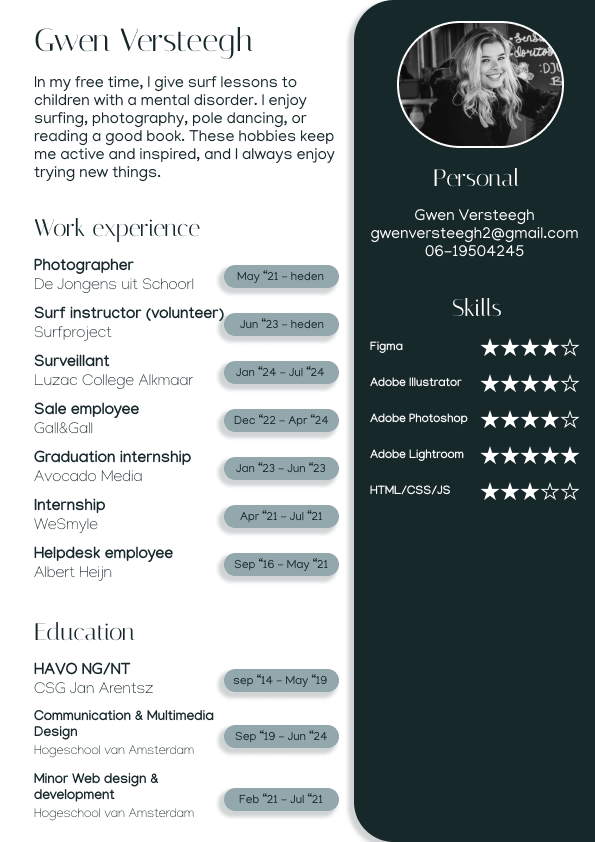 Gwen Versteegh
In my free time, I give surf lessons to
children with a mental disorder. I enjoy
surfing, photography, pole dancing, or
reading a good book. These hobbies keep
me active and inspired, and I always enjoy
trying new things.
Work experience
Photographer
De Jongens uit Schoorl
May “21 - heden
Surf instructor (volunteer)
Surfproject
Jun “23 - heden
Surveillant
Luzac College Alkmaar
Jan “24 - Jul “24
Sale employee
Gall&Gall
Dec “22 - Apr “24
Graduation internship
Avocado Media
Jan “23 - Jun “23
Internship
WeSmyle
Apr “21 - Jul “21
Helpdesk employee
Albert Heijn
Sep “16 - May “21
Education
HAVO NG/NT
CSG Jan Arentsz
sep “14 - May “19
Communication & Multimedia
Design
Hogeschool van Amsterdam
Sep “19 - Jun “24
Minor Web design &
development
Hogeschool van Amsterdam
Feb “21 - Jul “21
Personal
Gwen Versteegh
gwenversteegh2@gmail.com
06-19504245
Skills
Figma ★★★★☆
Adobe Illustrator ★★★★☆
Adobe Photoshop ★★★★☆
Adobe Lightroom ★★★★★
HTML/CSS/JS ★★★☆☆